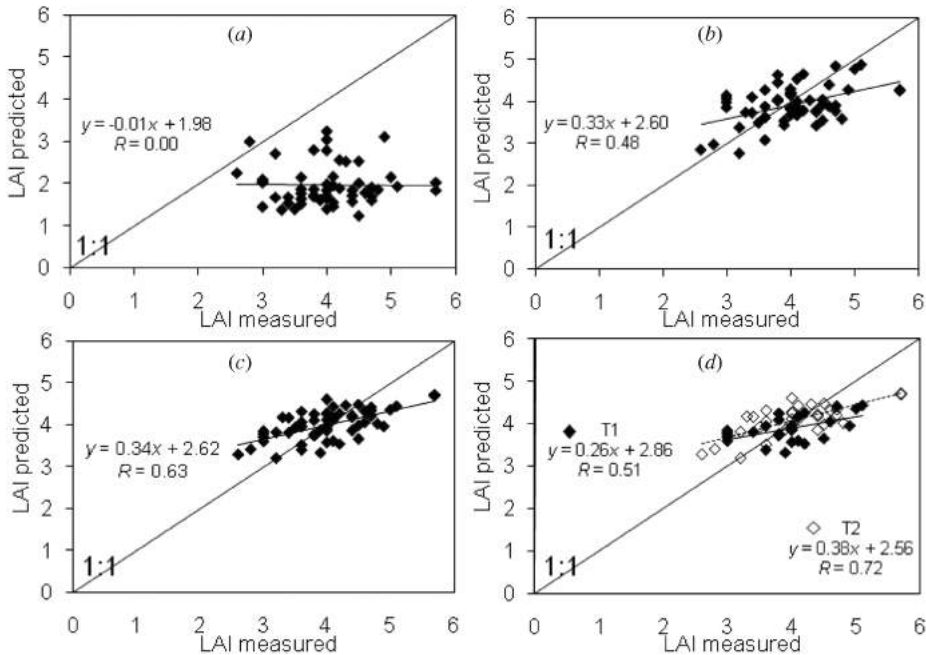 (a)
6
5
4
3
2
1
0
LAI predicted
y = -0.01x + 1.98
R = 0.00
1:1
0 1 2 3 4 5 6
LAI measured
(b)
6
5
4
3
2
1
0
LAI predicted
y = 0.33x + 2.60
R = 0.48
1:1
0 1 2 3 4 5 6
LAI measured
(c)
6
5
4
3
2
1
0
LAI predicted
y = 0.34x + 2.62
R = 0.63
1:1
0 1 2 3 4 5 6
LAI measured
(d)
6
5
4
3
2
1
0
LAI predicted
T1
y = 0.26x + 2.86
R = 0.51
T2
y = 0.38x + 2.56
R = 0.72
1:1
0 1 2 3 4 5 6
LAI measured